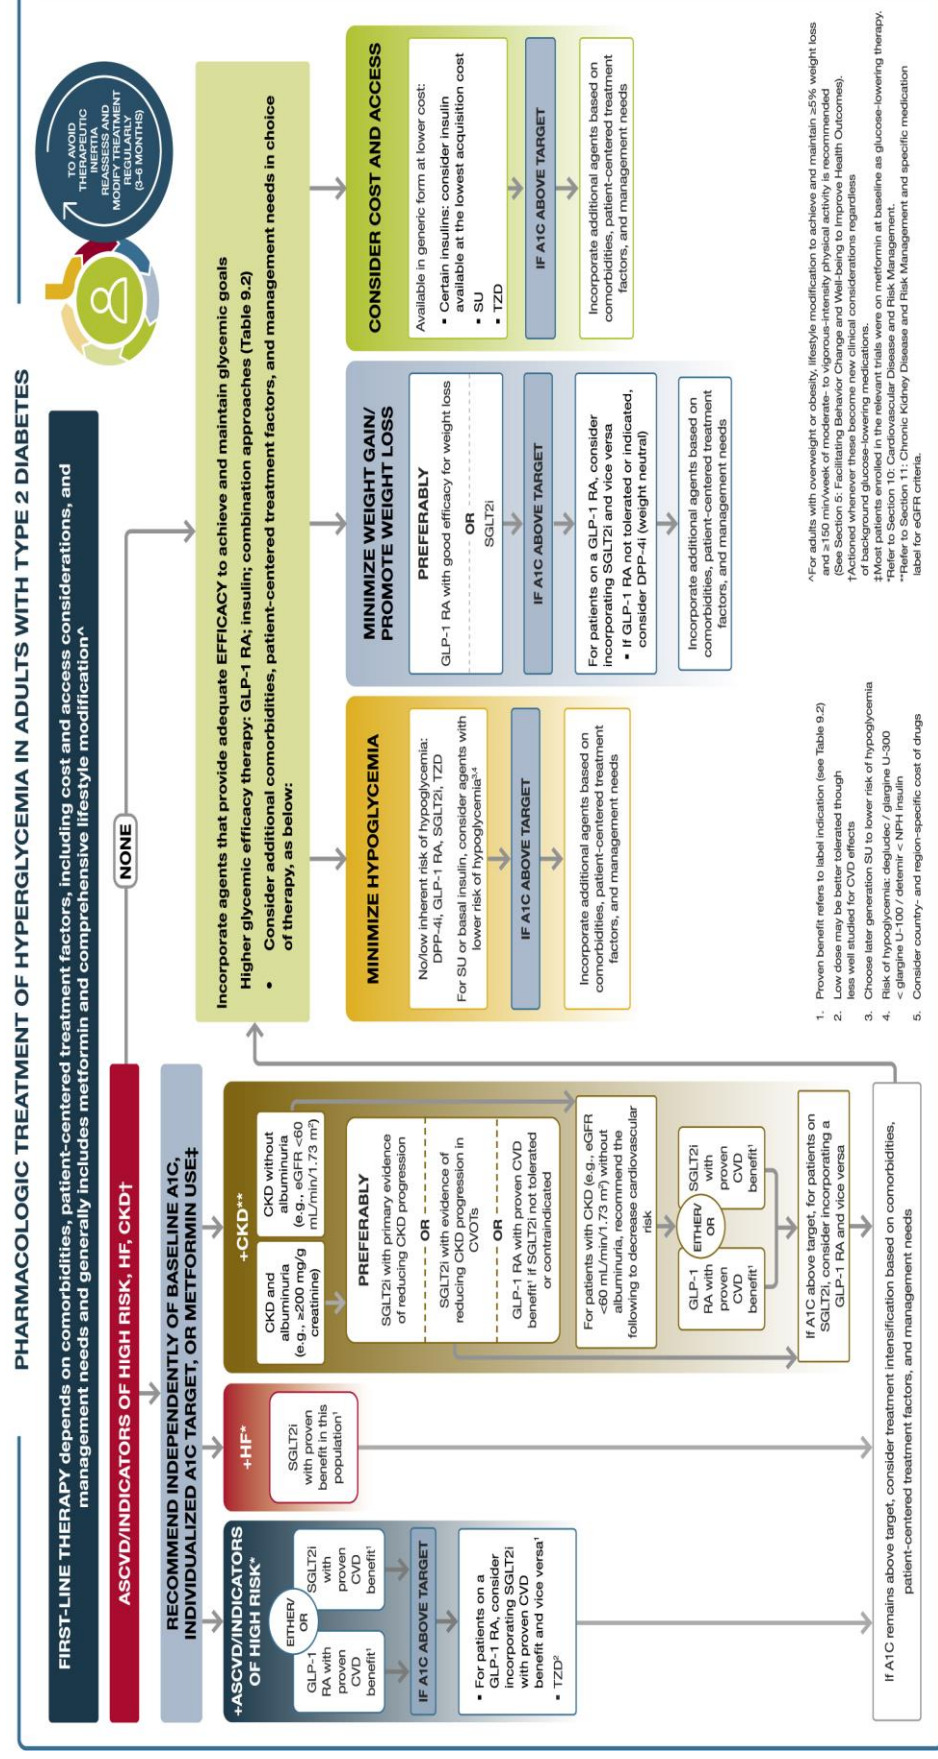 PHARMACOLOGIC TREATMENT OF HYPERGLYCEMIA IN ADULTS WITH TYPE 2 DIABETES
TO AVOID
THERAPEUTIC
INERTIA
REASSESS AND
MODIFY TREATMENT
REGULARLY
(3–6 MONTHS)
FIRST-LINE THERAPY depends on comorbidities, patient-centered treatment factors, including cost and access considerations, and
management needs and generally includes metformin and comprehensive lifestyle modification^
ASCVD/INDICATORS OF HIGH RISK, HF, CKD†
NONE
RECOMMEND INDEPENDENTLY OF BASELINE A1C,
INDIVIDUALIZED A1C TARGET, OR METFORMIN USE‡
+ASCVD/INDICATORS
OF HIGH RISK*
EITHER/
OR
GLP-1
RA with
proven
CVD
benefit¹
SGLT2i
with
proven
CVD
benefit¹
IF A1C ABOVE TARGET
▪ For patients on a
GLP-1 RA, consider
incorporating SGLT2i
with proven CVD
benefit and vice versa¹
▪ TZD²
+HF*
SGLT2i
with proven
benefit in this
population¹
+CKD**
CKD and
albuminuria
(e.g., ≥200 mg/g
creatinine)
CKD without
albuminuria
(e.g., eGFR <60
mL/min/1.73 m²)
PREFERABLY
SGLT2i with primary evidence
of reducing CKD progression
OR
SGLT2i with evidence of
reducing CKD progression in
CVOTs
OR
GLP-1 RA with proven CVD
benefit¹ if SGLT2i not tolerated
or contraindicated
For patients with CKD (e.g., eGFR
<60 mL/min/1.73 m²) without
albuminuria, recommend the
following to decrease cardiovascular
risk
GLP-1
RA with
proven
CVD
benefit¹
EITHER/
OR
SGLT2i
with
proven
CVD
benefit¹
If A1C above target, for patients on
SGLT2i, consider incorporating a
GLP-1 RA and vice versa
If A1C remains above target, consider treatment intensification based on comorbidities,
patient-centered treatment factors, and management needs
Incorporate agents that provide adequate EFFICACY to achieve and maintain glycemic goals
Higher glycemic efficacy therapy: GLP-1 RA; insulin; combination approaches (Table 9.2)
• Consider additional comorbidities, patient-centered treatment factors, and management needs in choice
of therapy, as below:
MINIMIZE HYPOGLYCEMIA
No/low inherent risk of hypoglycemia:
DPP-4i, GLP-1 RA, SGLT2i, TZD
For SU or basal insulin, consider agents with
lower risk of hypoglycemia³,⁴
IF A1C ABOVE TARGET
Incorporate additional agents based on
comorbidities, patient-centered treatment
factors, and management needs
MINIMIZE WEIGHT GAIN/
PROMOTE WEIGHT LOSS
PREFERABLY
GLP-1 RA with good efficacy for weight loss
OR
SGLT2i
IF A1C ABOVE TARGET
For patients on a GLP-1 RA, consider
incorporating SGLT2i and vice versa
▪ If GLP-1 RA not tolerated or indicated,
consider DPP-4i (weight neutral)
Incorporate additional agents based on
comorbidities, patient-centered treatment
factors, and management needs
CONSIDER COST AND ACCESS
Available in generic form at lower cost:
▪ Certain insulins: consider insulin
available at the lowest acquisition cost
▪ SU
▪ TZD
IF A1C ABOVE TARGET
Incorporate additional agents based on
comorbidities, patient-centered treatment
factors, and management needs
1. Proven benefit refers to label indication (see Table 9.2)
2. Low dose may be better tolerated though
less well studied for CVD effects
3. Choose later generation SU to lower risk of hypoglycemia
4. Risk of hypoglycemia: degludec / glargine U-300
< glargine U-100 / detemir < NPH insulin
5. Consider country- and region-specific cost of drugs
^For adults with overweight or obesity, lifestyle modification to achieve and maintain ≥5% weight loss
and ≥150 min/week of moderate- to vigorous-intensity physical activity is recommended
(See Section 5: Facilitating Behavior Change and Well-being to Improve Health Outcomes).
†Actioned whenever these become new clinical considerations regardless
of background glucose-lowering medications.
‡Most patients enrolled in the relevant trials were on metformin at baseline as glucose-lowering therapy.
*Refer to Section 10: Cardiovascular Disease and Risk Management.
**Refer to Section 11: Chronic Kidney Disease and Risk Management and specific medication
label for eGFR criteria.